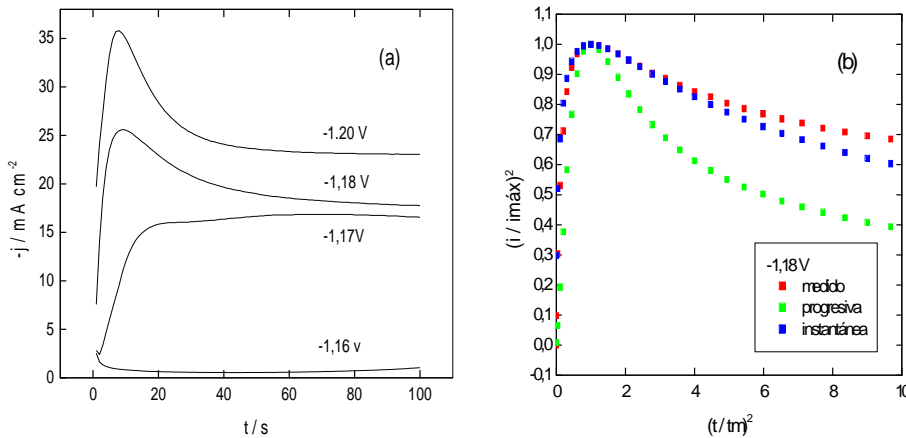 (a)
35
30
25
20
15
10
5
0
-j / m A cm⁻²
-1.20 V
-1,18 V
-1,17V
-1,16 v
0
20
40
60
80
100
t / s
(b)
1,1
1,0
0,9
0,8
0,7
0,6
0,5
0,4
0,3
0,2
0,1
0,0
-0,1
(i / imáx)²
-1,18 V
medido
progresiva
instantánea
0
2
4
6
8
10
(t / tm)²